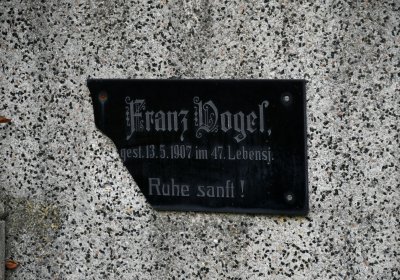 Franz Vogel,
gest. 13.5.1907 im 47. Lebensj.
Ruhe sanft!